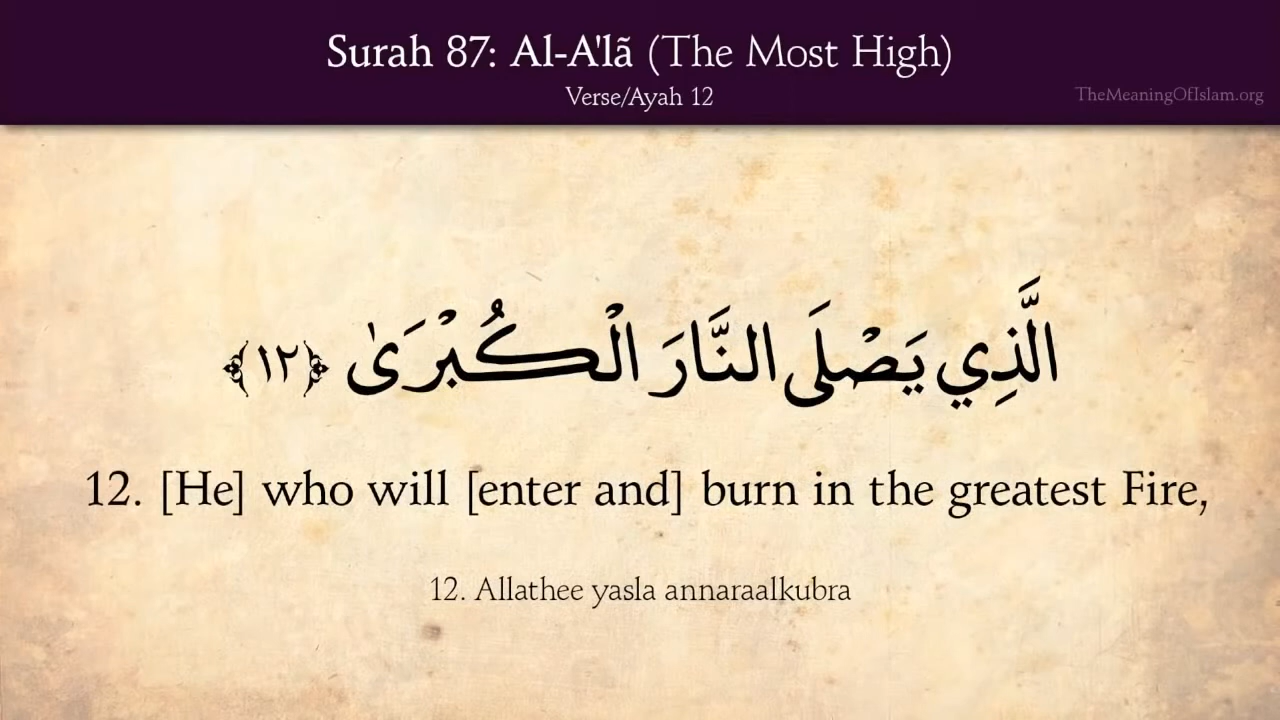 Surah 87: Al-A'lã (The Most High)
Verse/Ayah 12
TheMeaningOfIslam.org
الَّذِي يَصْلَى النَّارَ الْكُبْرَىٰ ﴿١٢﴾
12. [He] who will [enter and] burn in the greatest Fire,
12. Allathee yasla annaraalkubra